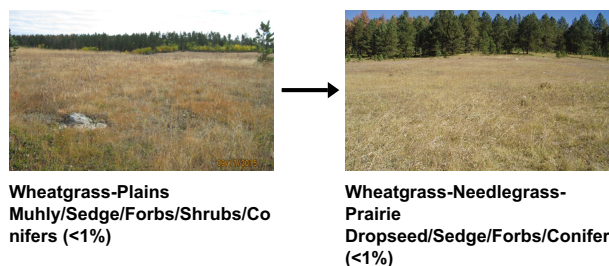 Wheatgrass-Plains
Muhly/Sedge/Forbs/Shrubs/Co
nifers (<1%)
Wheatgrass-Needlegrass-
Prairie
Dropseed/Sedge/Forbs/Conifer
(<1%)